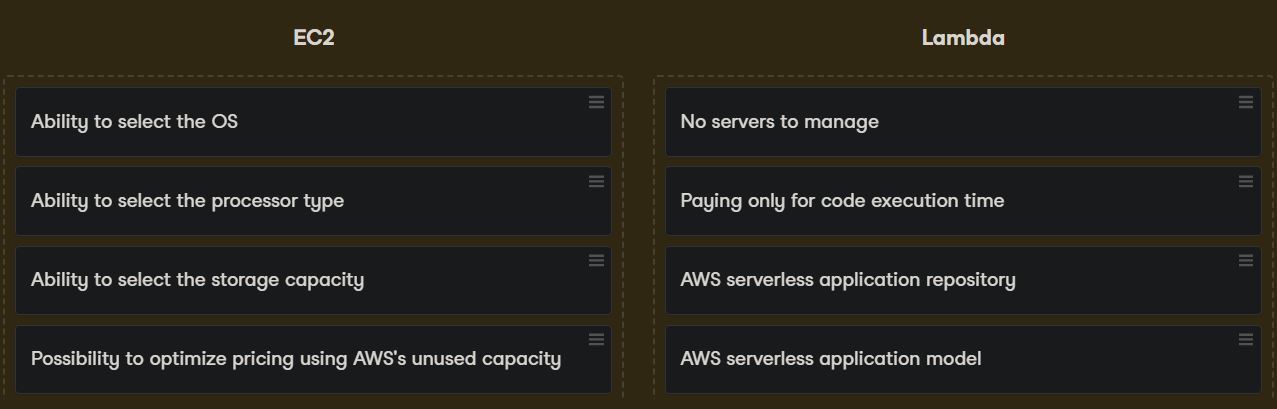 EC2
Ability to select the OS
Ability to select the processor type
Ability to select the storage capacity
Possibility to optimize pricing using AWS's unused capacity
Lambda
No servers to manage
Paying only for code execution time
AWS serverless application repository
AWS serverless application model